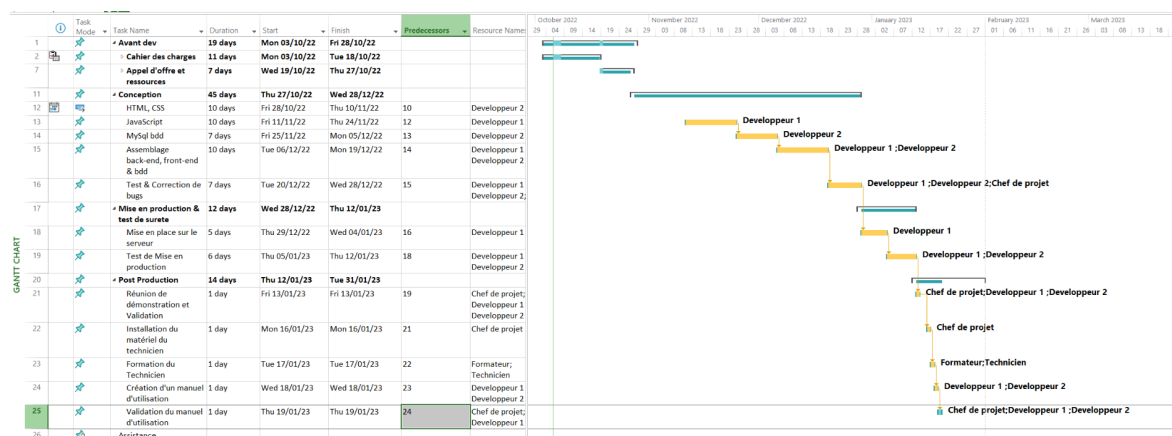 Task Mode Task Name Duration Start Finish Predecessors Resource Names
October 2022 November 2022 December 2022 January 2023 February 2023 March 2023
29 04 09 14 19 24 29 03 08 13 18 23 28 03 08 13 18 23 28 02 07 12 17 22 27 01 06 11 16 21 26 03 08 13 18
1 Avant dev 19 days Mon 03/10/22 Fri 28/10/22
2 Cahier des charges 11 days Mon 03/10/22 Tue 18/10/22
7 Appel d'offre et ressources 7 days Wed 19/10/22 Thu 27/10/22
11 Conception 45 days Thu 27/10/22 Wed 28/12/22
12 HTML, CSS 10 days Fri 28/10/22 Thu 10/11/22 10 Developpeur 2
13 JavaScript 10 days Fri 11/11/22 Thu 24/11/22 12 Developpeur 1
Developpeur 1
14 MySql bdd 7 days Fri 25/11/22 Mon 05/12/22 13 Developpeur 2
Developpeur 2
15 Assemblage back-end, front-end & bdd 10 days Tue 06/12/22 Mon 19/12/22 14 Developpeur 1 Developpeur 2
Developpeur 1 ;Developpeur 2
16 Test & Correction de bugs 7 days Tue 20/12/22 Wed 28/12/22 15 Developpeur 1 Developpeur 2;
Developpeur 1 ;Developpeur 2;Chef de projet
17 Mise en production & test de surete 12 days Wed 28/12/22 Thu 12/01/23
18 Mise en place sur le serveur 5 days Thu 29/12/22 Wed 04/01/23 16 Developpeur 1
Developpeur 1
19 Test de Mise en production 6 days Thu 05/01/23 Thu 12/01/23 18 Developpeur 1 Developpeur 2
Developpeur 1 ;Developpeur 2
20 Post Production 14 days Thu 12/01/23 Tue 31/01/23
21 Réunion de démonstration et Validation 1 day Fri 13/01/23 Fri 13/01/23 19 Chef de projet; Developpeur 1 Developpeur 2
Chef de projet;Developpeur 1 ;Developpeur 2
22 Installation du matériel du technicien 1 day Mon 16/01/23 Mon 16/01/23 21 Chef de projet
Chef de projet
23 Formation du Technicien 1 day Tue 17/01/23 Tue 17/01/23 22 Formateur; Technicien
Formateur;Technicien
24 Création d'un manuel d'utilisation 1 day Wed 18/01/23 Wed 18/01/23 23 Developpeur 1 Developpeur 2
Developpeur 1 ;Developpeur 2
25 Validation du manuel d'utilisation 1 day Thu 19/01/23 Thu 19/01/23 24 Chef de projet; Developpeur 1
Chef de projet;Developpeur 1 ;Developpeur 2
26 Assistance
GANTT CHART